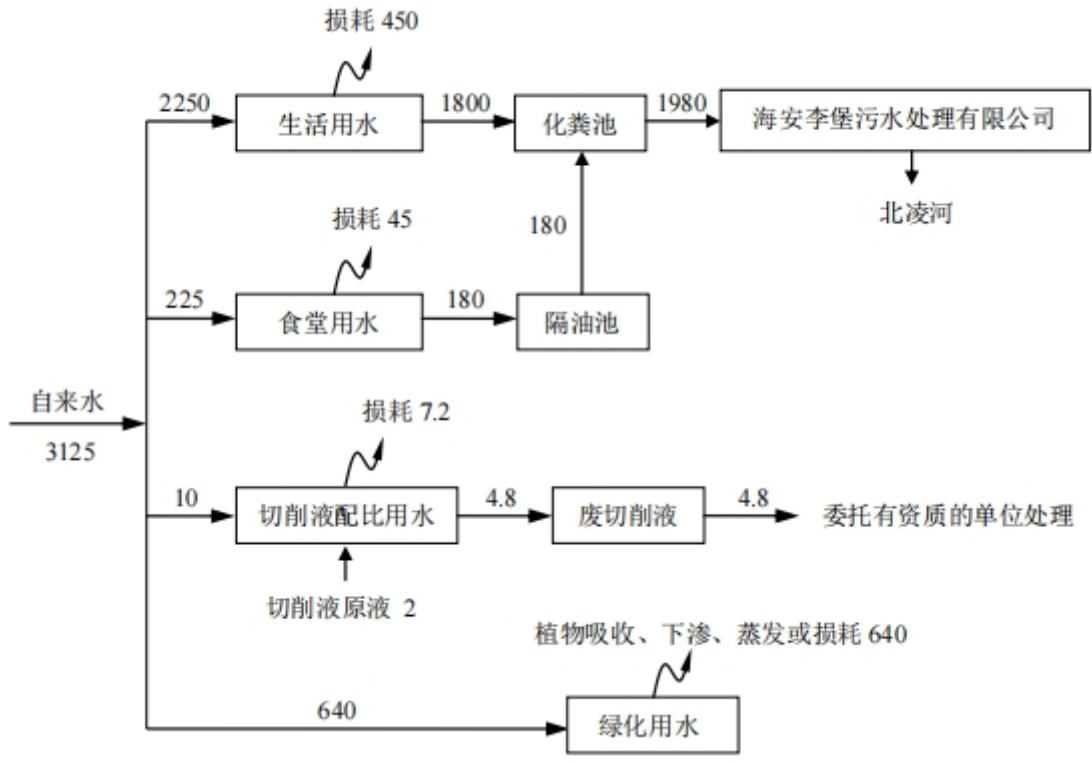 损耗 450
2250
生活用水
1800
化粪池
1980
海安李堡污水处理有限公司
北凌河
损耗 45
180
225
食堂用水
180
隔油池
自来水
3125
损耗 7.2
10
切削液配比用水
4.8
废切削液
4.8
委托有资质的单位处理
切削液原液 2
植物吸收、下渗、蒸发或损耗 640
640
绿化用水